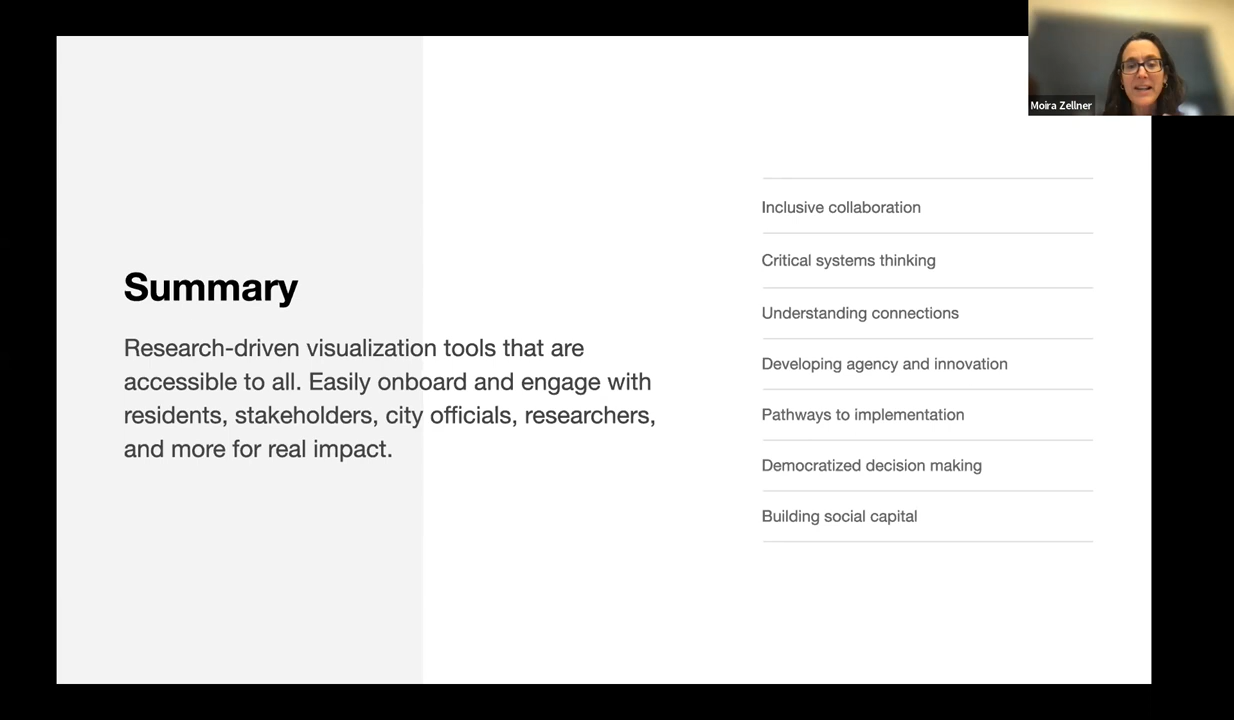 Moira Zellner
Summary
Research-driven visualization tools that are
accessible to all. Easily onboard and engage with
residents, stakeholders, city officials, researchers,
and more for real impact.
Inclusive collaboration
Critical systems thinking
Understanding connections
Developing agency and innovation
Pathways to implementation
Democratized decision making
Building social capital